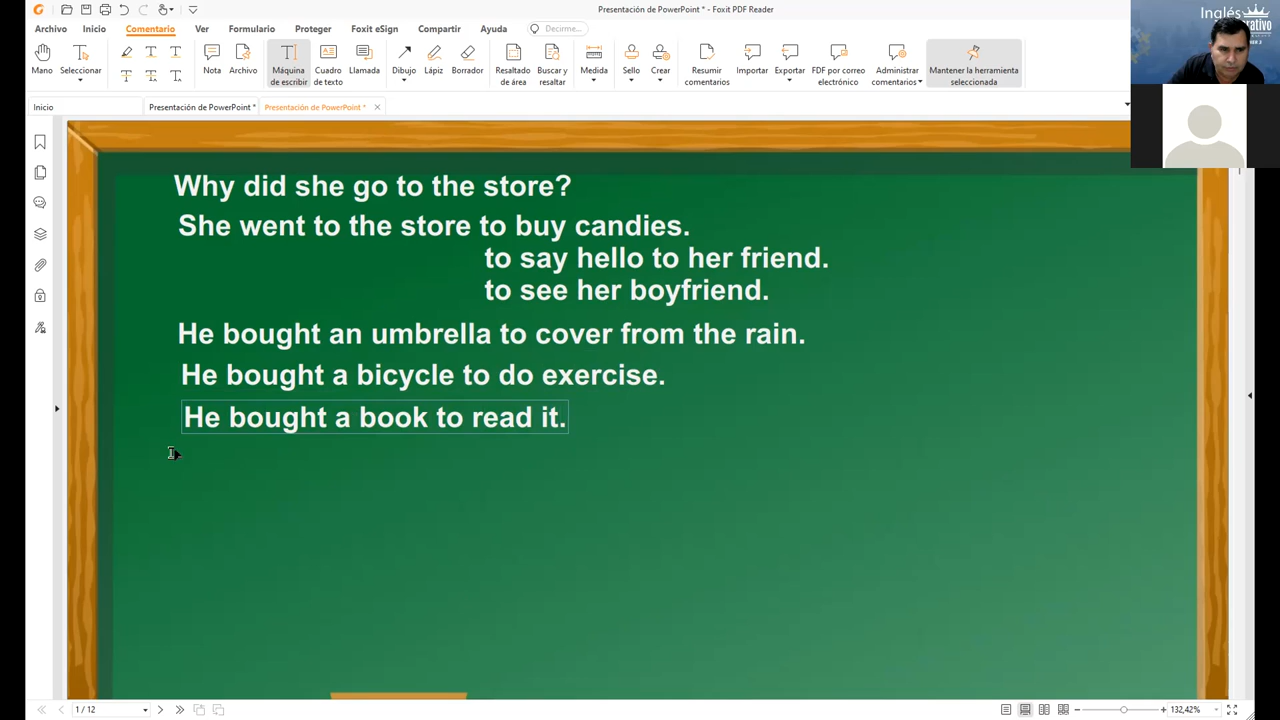 Presentación de PowerPoint * - Foxit PDF Reader
Archivo Inicio Comentario Ver Formulario Proteger Foxit eSign Compartir Ayuda Decirme...
Mano Seleccionar Nota Archivo Máquina de escribir Cuadro de texto Llamada Dibujo Lápiz Borrador Resaltado de área Buscar y resaltar Medida Sello Crear Resumir comentarios Importar Exportar PDF por correo electrónico Administrar comentarios Mantener la herramienta seleccionada
Inicio Presentación de PowerPoint * Presentación de PowerPoint *
Inglés
Why did she go to the store?
She went to the store to buy candies.
to say hello to her friend.
to see her boyfriend.
He bought an umbrella to cover from the rain.
He bought a bicycle to do exercise.
He bought a book to read it.
1 / 12
132,42%